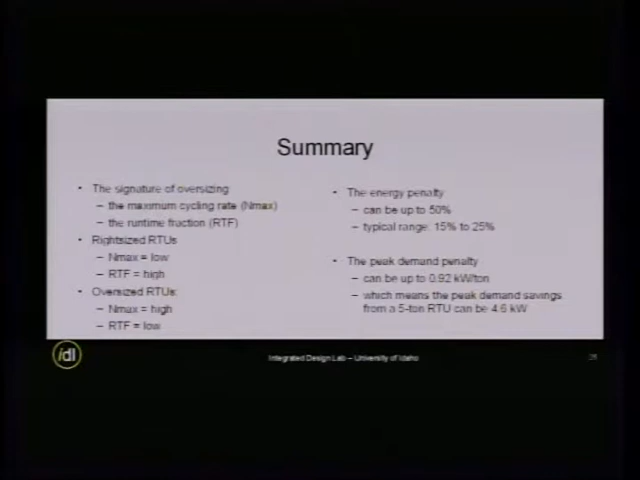 Summary
• The signature of oversizing
– the maximum cycling rate (Nmax)
– the runtime fraction (RTF)
• Rightsized RTUs
– Nmax = low
– RTF = high
• Oversized RTUs:
– Nmax = high
– RTF = low
• The energy penalty
– can be up to 50%
– typical range: 15% to 25%
• The peak demand penalty
– can be up to 0.92 kW/ton
– which means the peak demand savings
from a 5-ton RTU can be 4.6 kW
idl
Integrated Design Lab – University of Idaho